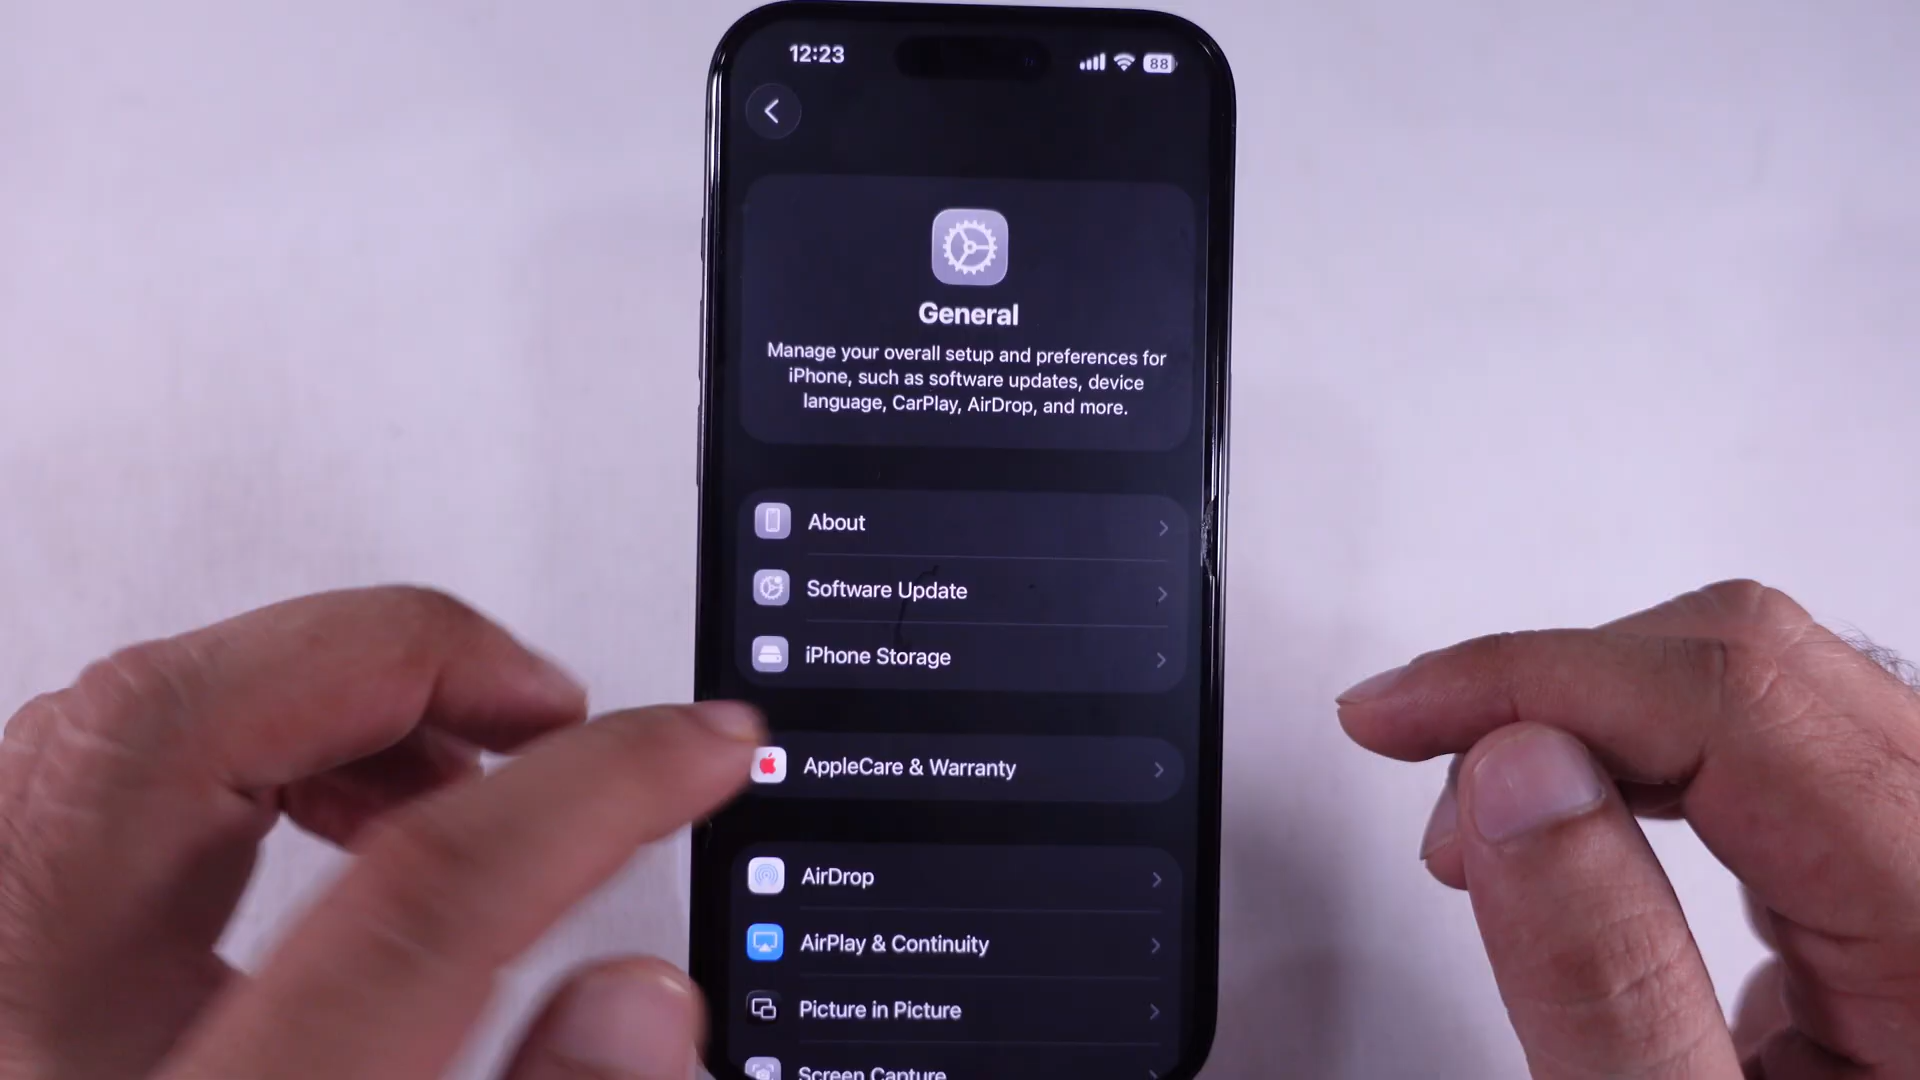 12:23
88
General
Manage your overall setup and preferences for
iPhone, such as software updates, device
language, CarPlay, AirDrop, and more.
About
Software Update
iPhone Storage
AppleCare & Warranty
AirDrop
AirPlay & Continuity
Picture in Picture
Screen Capture